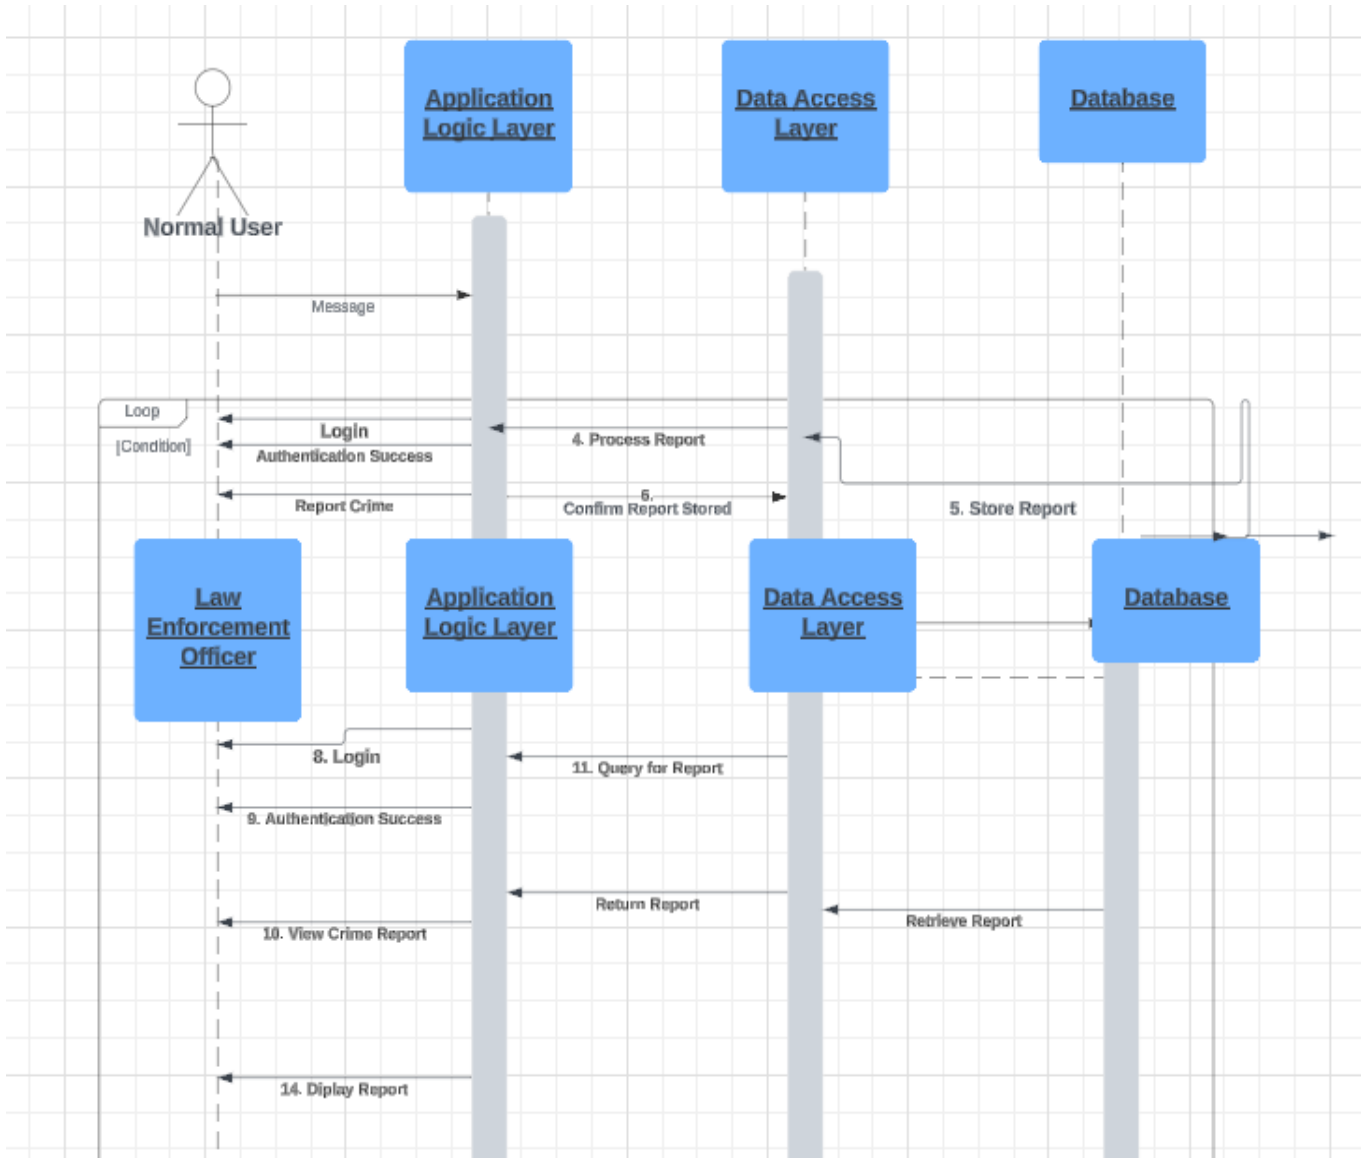 Application
Logic Layer
Data Access
Layer
Database
Normal User
Message
Loop
[Condition]
Login
Authentication Success
4. Process Report
Report Crime
6.
Confirm Report Stored
5. Store Report
Law
Enforcement
Officer
Application
Logic Layer
Data Access
Layer
Database
8. Login
11. Query for Report
9. Authentication Success
Return Report
Retrieve Report
10. View Crime Report
14. Diplay Report